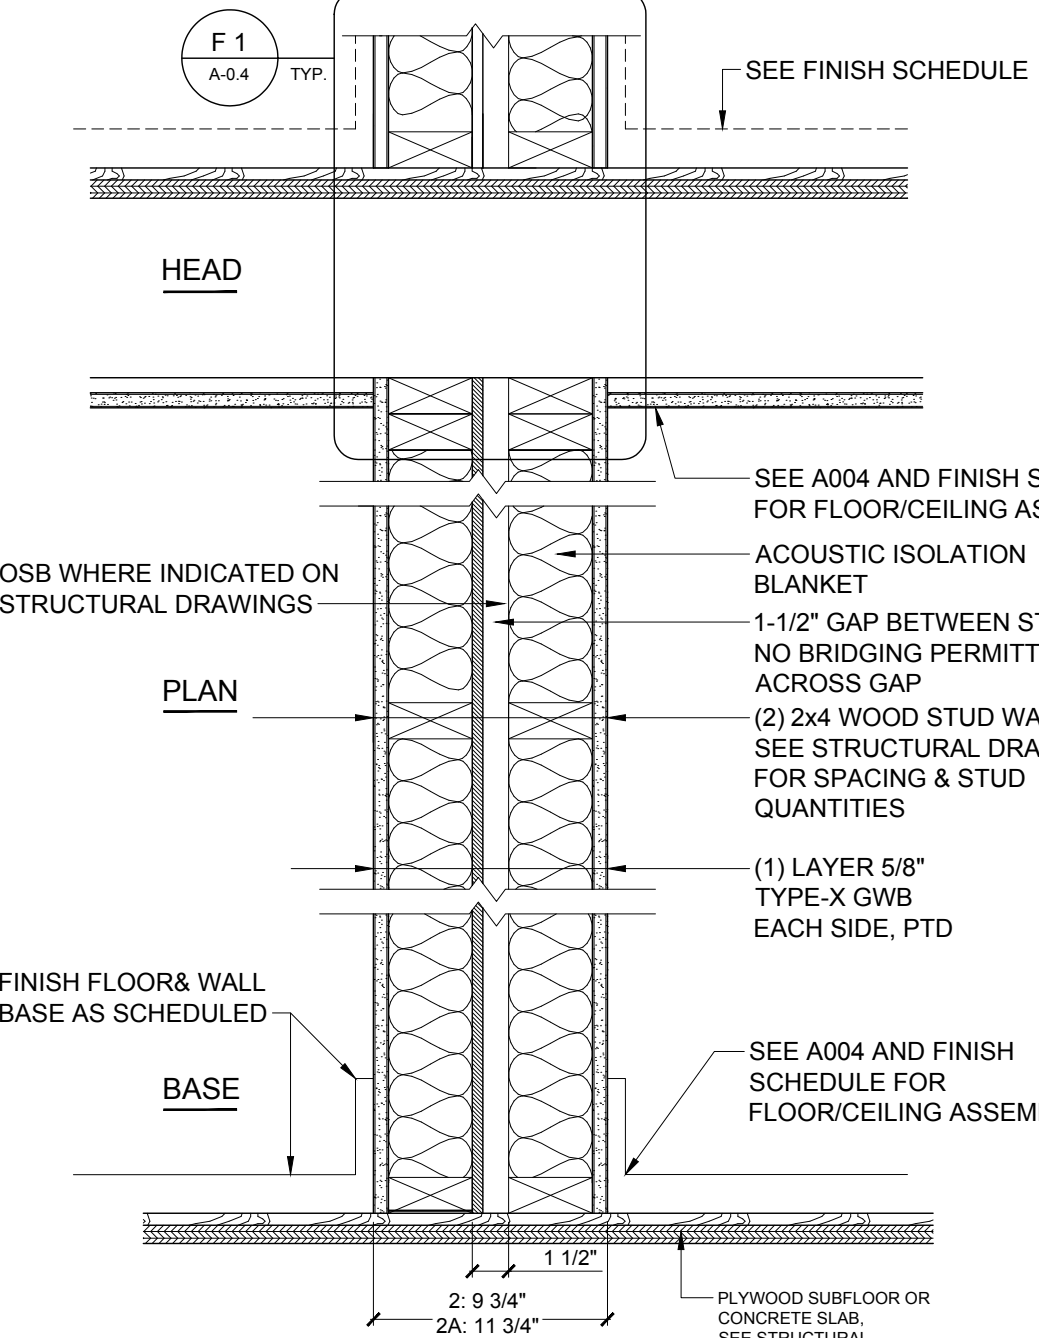 F 1
A-0.4
TYP.
SEE FINISH SCHEDULE
HEAD
SEE A004 AND FINISH S
FOR FLOOR/CEILING AS
ACOUSTIC ISOLATION
BLANKET
OSB WHERE INDICATED ON
STRUCTURAL DRAWINGS
1-1/2" GAP BETWEEN ST
NO BRIDGING PERMITT
ACROSS GAP
PLAN
(2) 2x4 WOOD STUD WA
SEE STRUCTURAL DRA
FOR SPACING & STUD
QUANTITIES
(1) LAYER 5/8"
TYPE-X GWB
EACH SIDE, PTD
FINISH FLOOR& WALL
BASE AS SCHEDULED
BASE
SEE A004 AND FINISH
SCHEDULE FOR
FLOOR/CEILING ASSEM
1 1/2"
2: 9 3/4"
2A: 11 3/4"
PLYWOOD SUBFLOOR OR
CONCRETE SLAB,
SEE STRUCTURAL